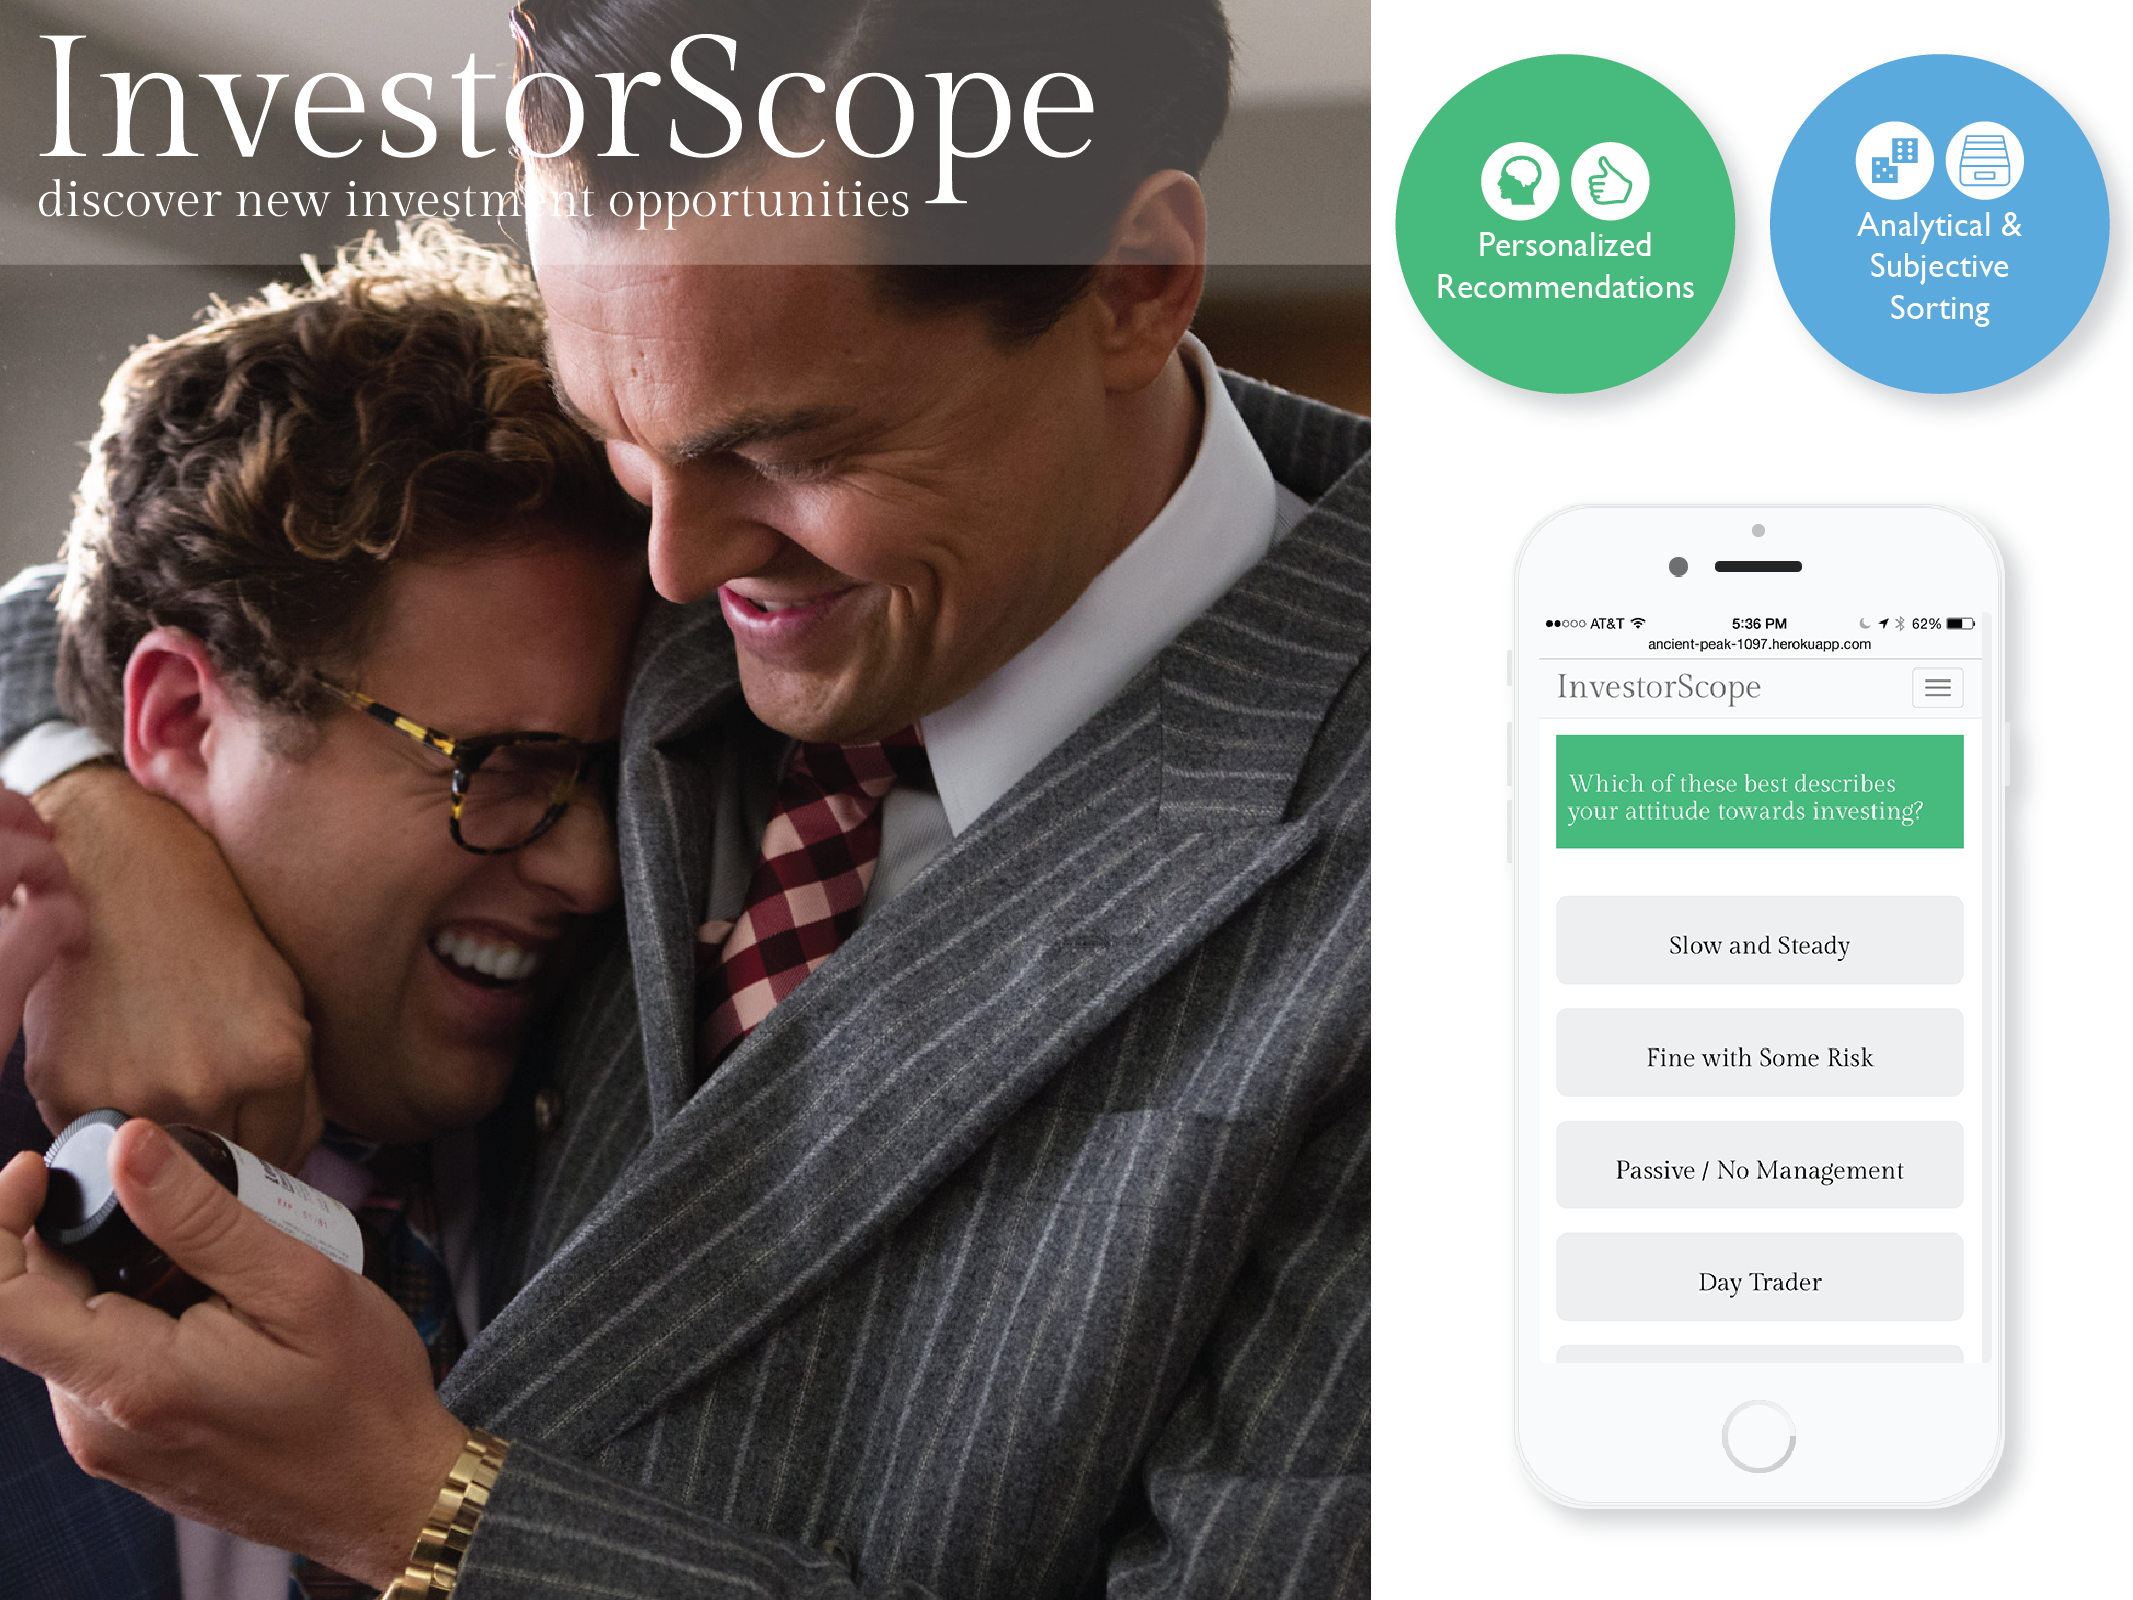 InvestorScope
discover new investment opportunities
Personalized
Recommendations
Analytical &
Subjective
Sorting
AT&T
5:36 PM
62%
ancient-peak-1097.herokuapp.com
InvestorScope
Which of these best describes
your attitude towards investing?
Slow and Steady
Fine with Some Risk
Passive / No Management
Day Trader